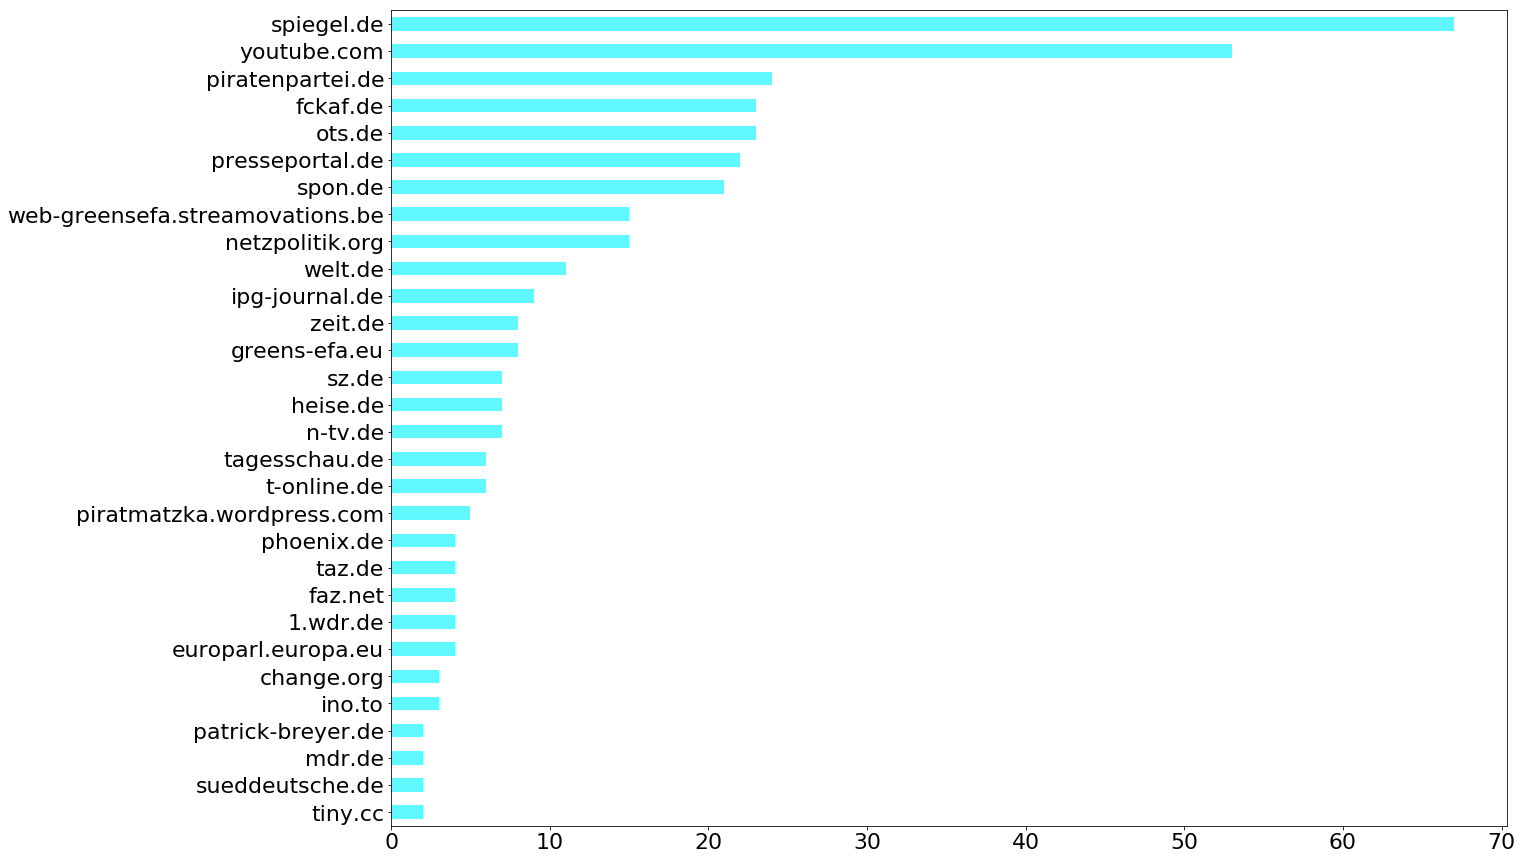 spiegel.de
youtube.com
piratenpartei.de
fckaf.de
ots.de
presseportal.de
spon.de
web-greensefa.streamovations.be
netzpolitik.org
welt.de
ipg-journal.de
zeit.de
greens-efa.eu
sz.de
heise.de
n-tv.de
tagesschau.de
t-online.de
piratmatzka.wordpress.com
phoenix.de
taz.de
faz.net
1.wdr.de
europarl.europa.eu
change.org
ino.to
patrick-breyer.de
mdr.de
sueddeutsche.de
tiny.cc
0 10 20 30 40 50 60 70